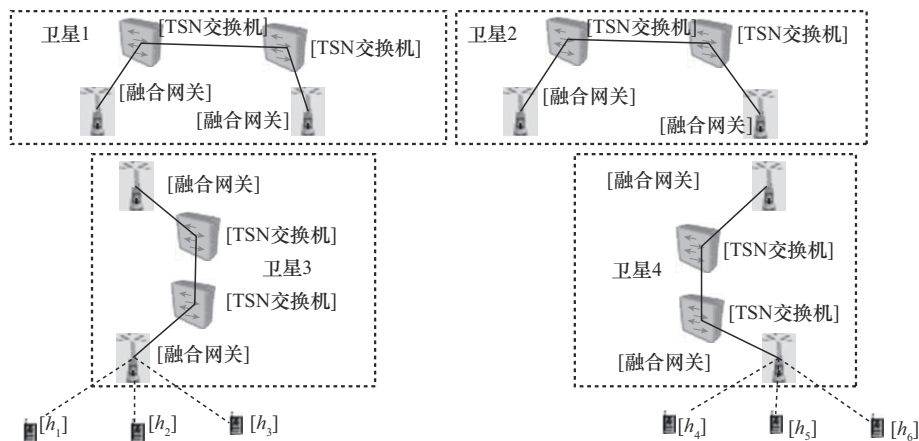 卫星1
[TSN交换机]
[TSN交换机]
[融合网关]
[融合网关]
卫星2
[TSN交换机]
[TSN交换机]
[融合网关]
[融合网关]
[融合网关]
[TSN交换机]
卫星3
[TSN交换机]
[融合网关]
[h₁]
[h₂]
[h₃]
[融合网关]
[TSN交换机]
卫星4
[TSN交换机]
[融合网关]
[h₄]
[h₅]
[h₆]